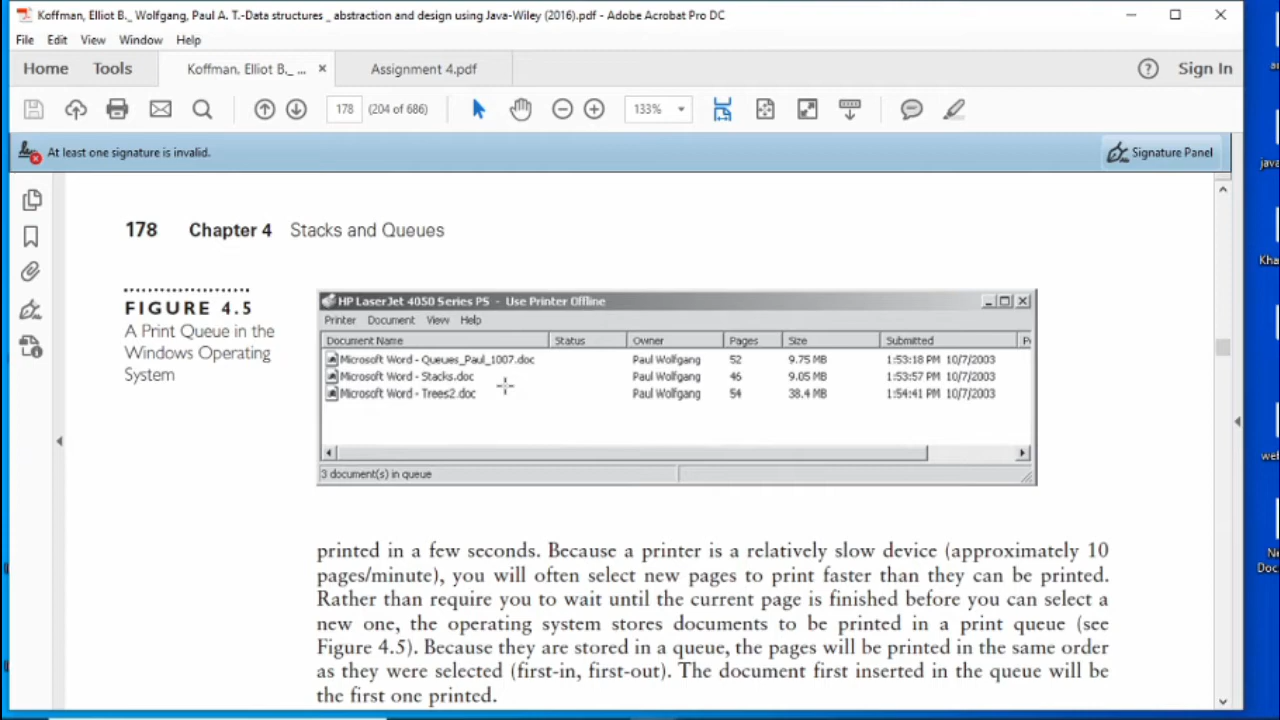 Koffman, Elliot B._ Wolfgang, Paul A. T.-Data structures _ abstraction and design using Java-Wiley (2016).pdf - Adobe Acrobat Pro DC
File Edit View Window Help
Home Tools Koffman, Elliot B._ ... × Assignment 4.pdf Sign In
178 (204 of 686) 133%
At least one signature is invalid. Signature Panel
178 Chapter 4 Stacks and Queues
FIGURE 4.5
A Print Queue in the
Windows Operating
System
HP LaserJet 4050 Series PS - Use Printer Offline
Printer Document View Help
Document Name Status Owner Pages Size Submitted
Microsoft Word - Queues_Paul_1007.doc Paul Wolfgang 52 9.75 MB 1:53:18 PM 10/7/2003
Microsoft Word - Stacks.doc Paul Wolfgang 46 9.05 MB 1:53:57 PM 10/7/2003
Microsoft Word - Trees2.doc Paul Wolfgang 54 38.4 MB 1:54:41 PM 10/7/2003
3 document(s) in queue
printed in a few seconds. Because a printer is a relatively slow device (approximately 10
pages/minute), you will often select new pages to print faster than they can be printed.
Rather than require you to wait until the current page is finished before you can select a
new one, the operating system stores documents to be printed in a print queue (see
Figure 4.5). Because they are stored in a queue, the pages will be printed in the same order
as they were selected (first-in, first-out). The document first inserted in the queue will be
the first one printed.